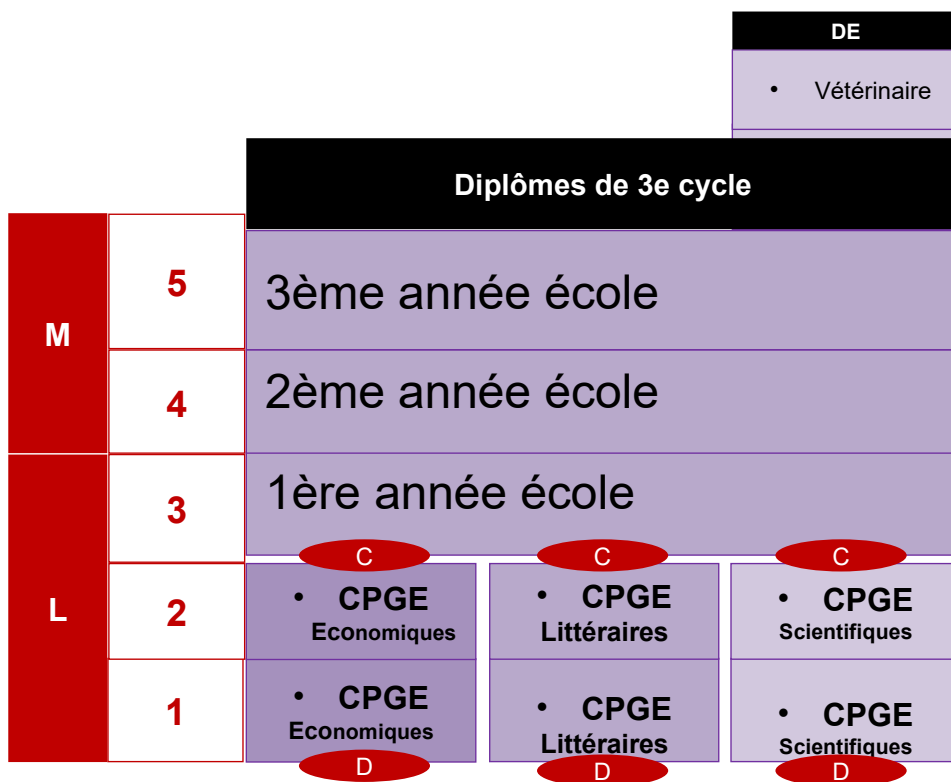 DE
• Vétérinaire
Diplômes de 3e cycle
M
5
3ème année école
4
2ème année école
L
3
1ère année école
C
C
C
2
• CPGE
Economiques
• CPGE
Littéraires
• CPGE
Scientifiques
1
• CPGE
Economiques
• CPGE
Littéraires
• CPGE
Scientifiques
D
D
D